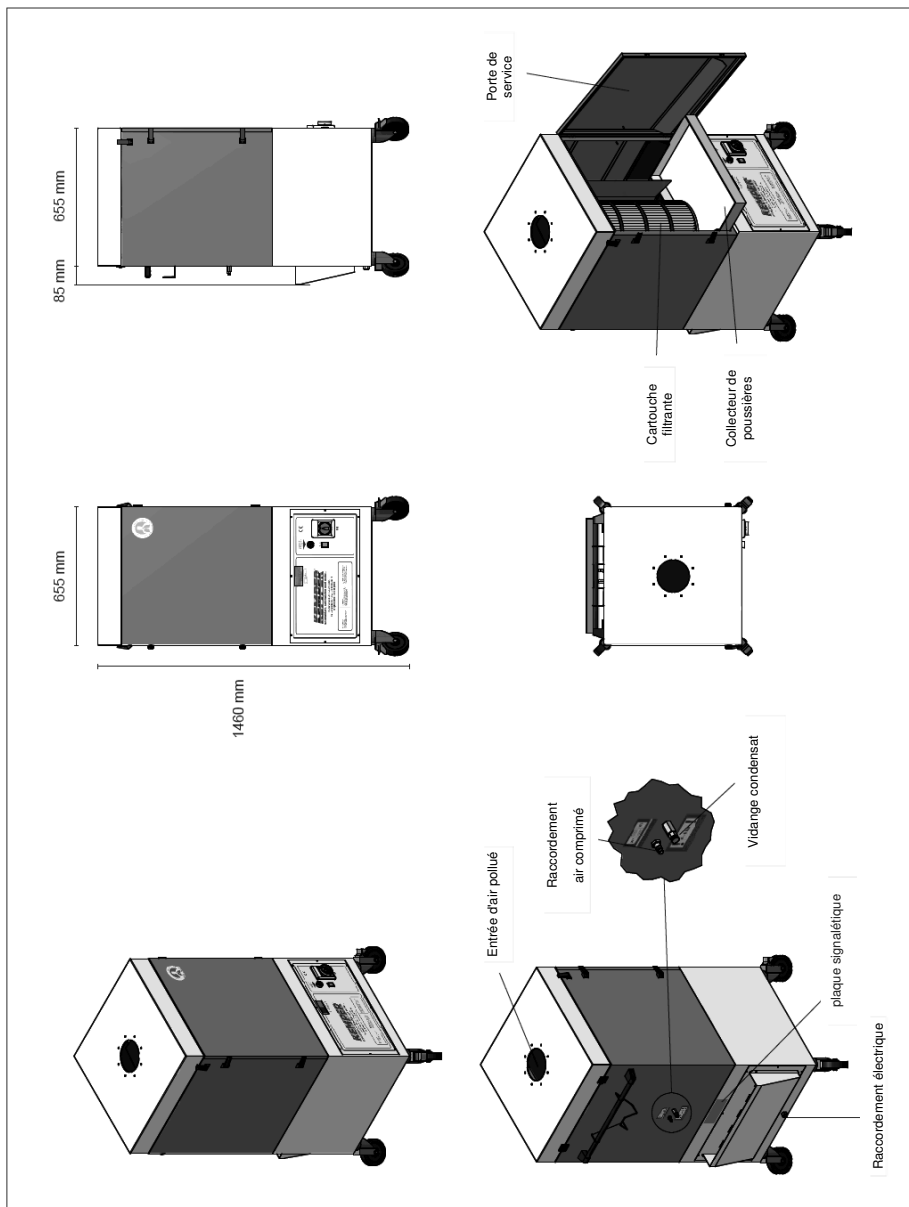 655 mm
85 mm
655 mm
1460 mm
KEMPER
Porte de
service
Cartouche
filtrante
Collecteur de
poussières
Entrée d'air pollué
Raccordement
air comprimé
Vidange condensat
plaque signalétique
Raccordement électrique